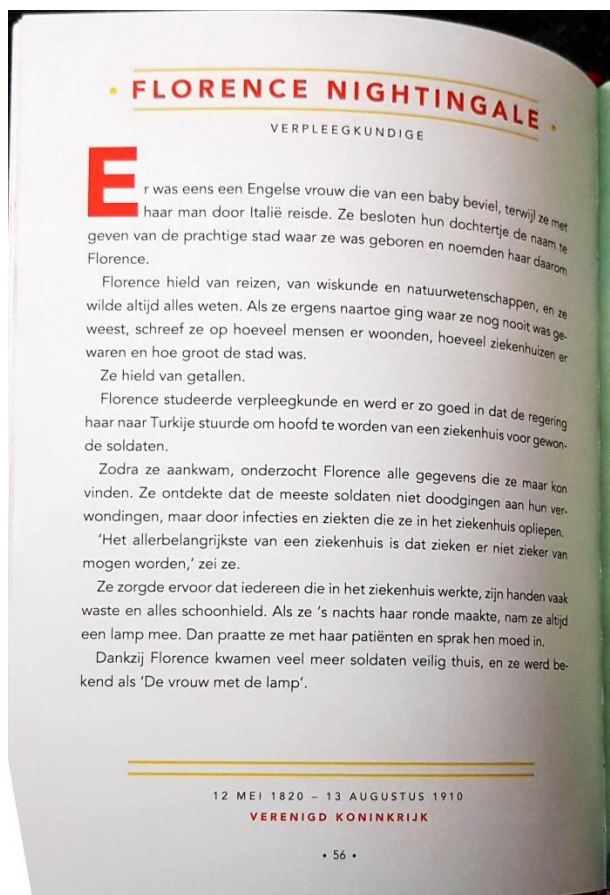 • FLORENCE NIGHTINGALE •
VERPLEEGKUNDIGE
Er was eens een Engelse vrouw die van een baby beviel, terwijl ze met
haar man door Italië reisde. Ze besloten hun dochtertje de naam te
geven van de prachtige stad waar ze was geboren en noemden haar daarom
Florence.
Florence hield van reizen, van wiskunde en natuurwetenschappen, en ze
wilde altijd alles weten. Als ze ergens naartoe ging waar ze nog nooit was ge-
weest, schreef ze op hoeveel mensen er woonden, hoeveel ziekenhuizen er
waren en hoe groot de stad was.
Ze hield van getallen.
Florence studeerde verpleegkunde en werd er zo goed in dat de regering
haar naar Turkije stuurde om hoofd te worden van een ziekenhuis voor gewon-
de soldaten.
Zodra ze aankwam, onderzocht Florence alle gegevens die ze maar kon
vinden. Ze ontdekte dat de meeste soldaten niet doodgingen aan hun ver-
wondingen, maar door infecties en ziekten die ze in het ziekenhuis opliepen.
‘Het allerbelangrijkste van een ziekenhuis is dat zieken er niet zieker van
mogen worden,’ zei ze.
Ze zorgde ervoor dat iedereen die in het ziekenhuis werkte, zijn handen vaak
waste en alles schoonhield. Als ze ’s nachts haar ronde maakte, nam ze altijd
een lamp mee. Dan praatte ze met haar patiënten en sprak hen moed in.
Dankzij Florence kwamen veel meer soldaten veilig thuis, en ze werd be-
kend als ‘De vrouw met de lamp’.
12 MEI 1820 – 13 AUGUSTUS 1910
VERENIGD KONINKRIJK
• 56 •